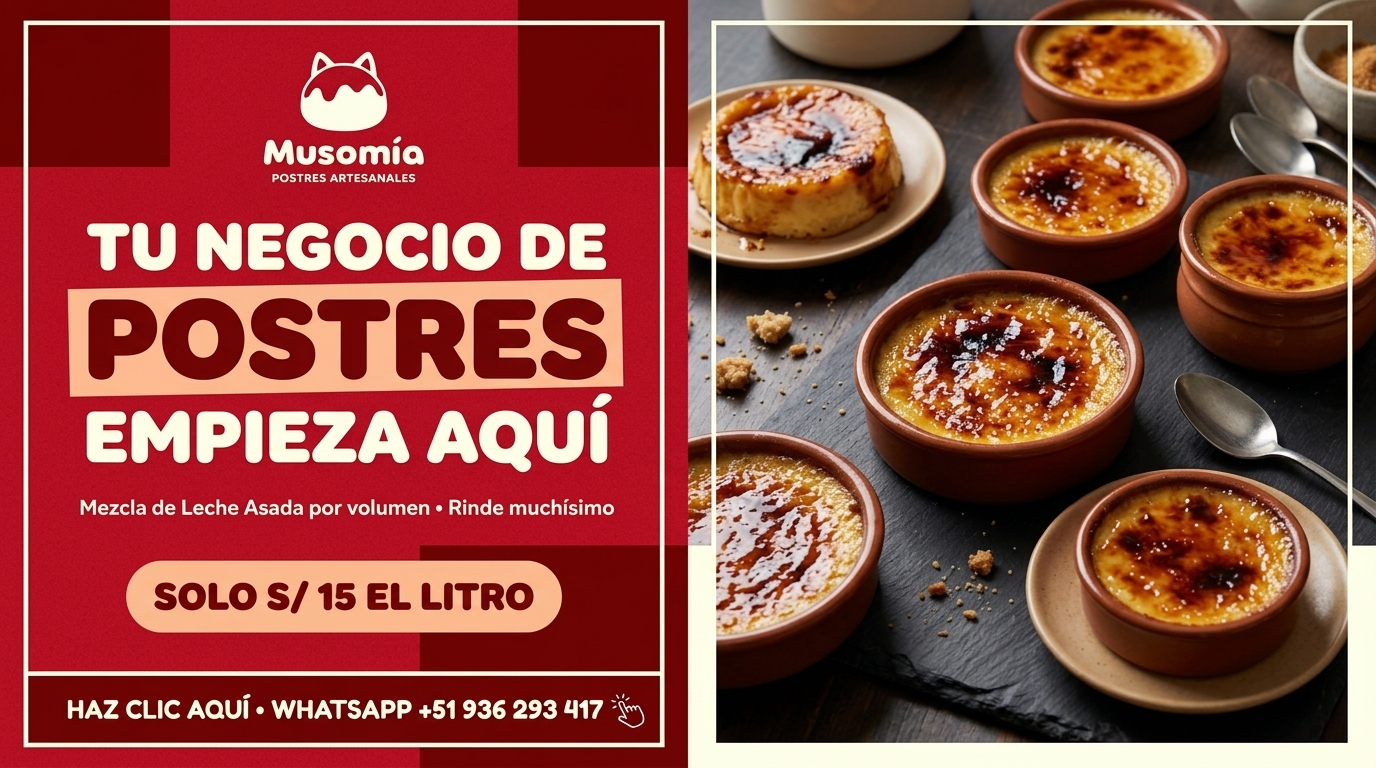 Musomía
POSTRES ARTESANALES
TU NEGOCIO DE
POSTRES
EMPIEZA AQUÍ
Mezcla de Leche Asada por volumen • Rinde muchísimo
SOLO S/ 15 EL LITRO
HAZ CLIC AQUÍ • WHATSAPP +51 936 293 417